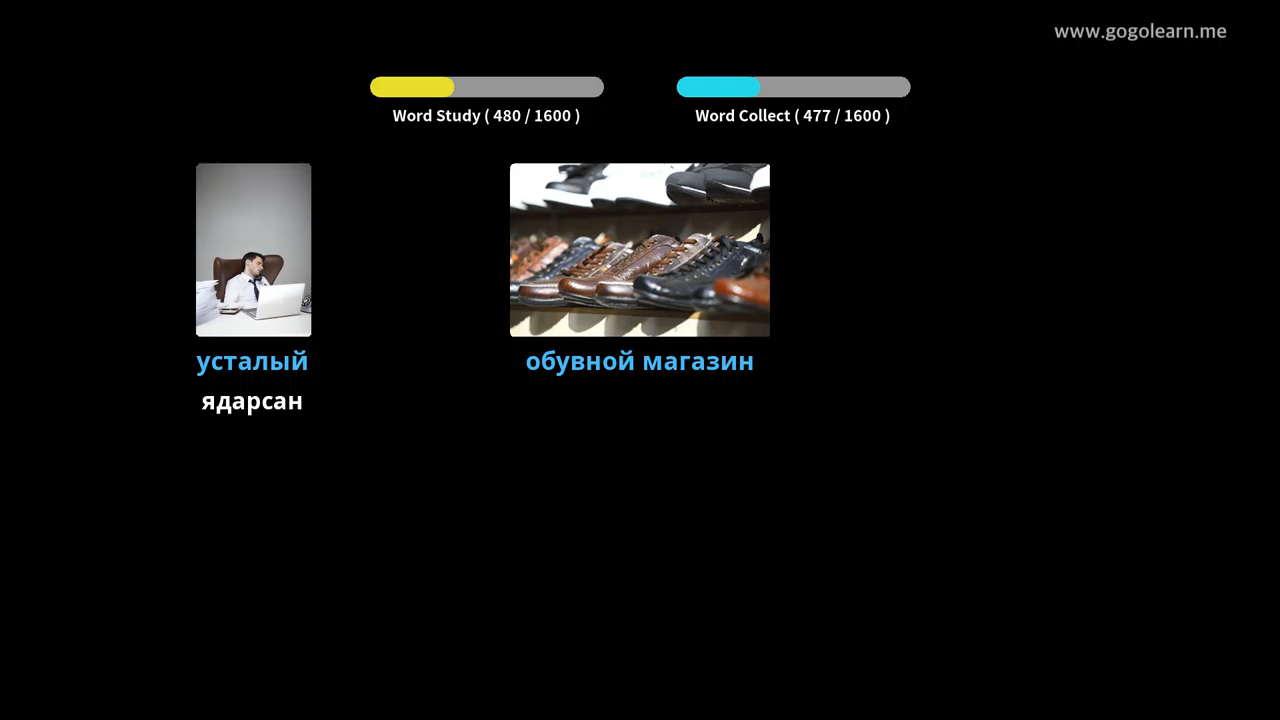 www.gogolearn.me
Word Study ( 480 / 1600 )
Word Collect ( 477 / 1600 )
усталый
обувной магазин
ядарсан